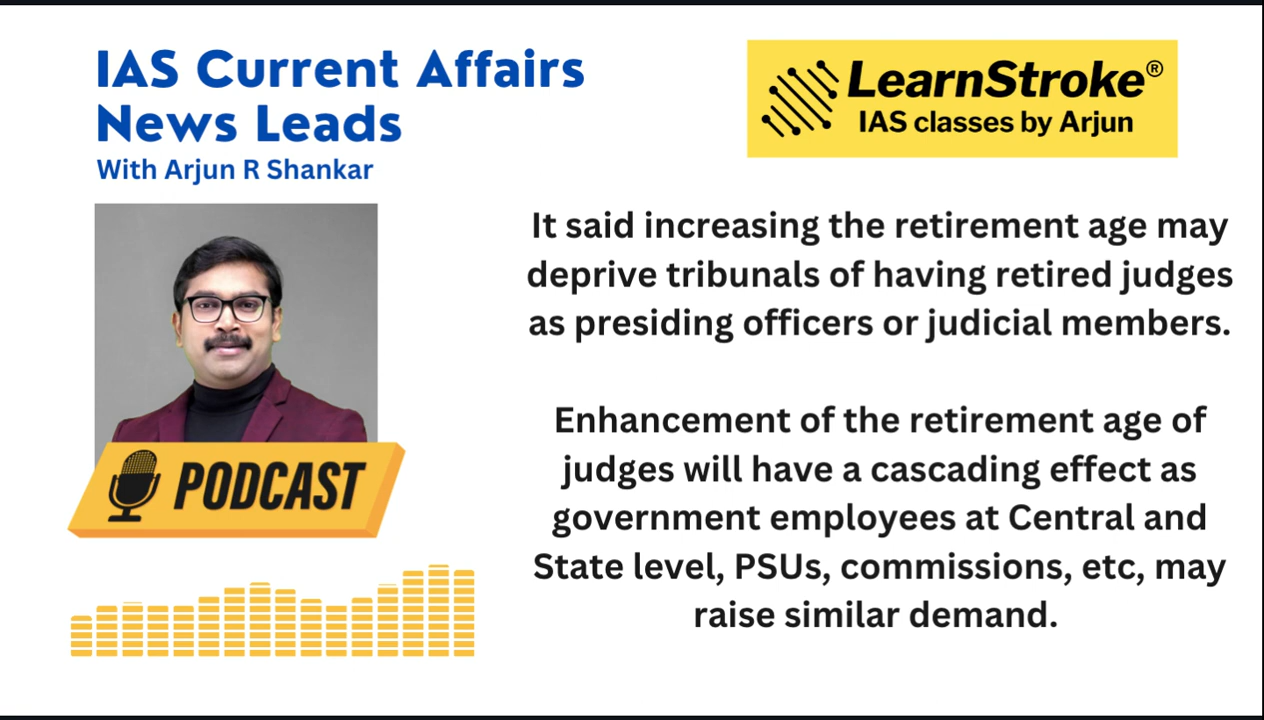 IAS Current Affairs
News Leads
With Arjun R Shankar
LearnStroke®
IAS classes by Arjun
PODCAST
It said increasing the retirement age may
deprive tribunals of having retired judges
as presiding officers or judicial members.
Enhancement of the retirement age of
judges will have a cascading effect as
government employees at Central and
State level, PSUs, commissions, etc, may
raise similar demand.